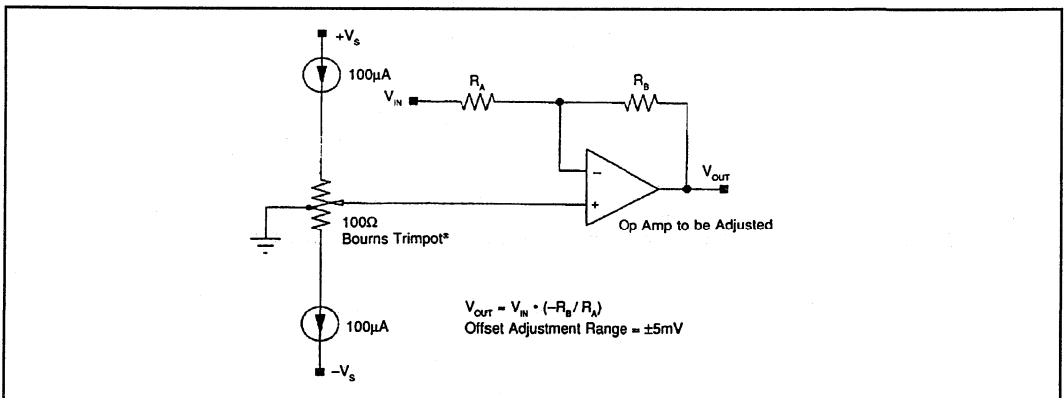 +V_S
100μA
R_A
R_B
V_IN
−
V_OUT
+
100Ω
Bourns Trimpot®
Op Amp to be Adjusted
V_OUT = V_IN • (–R_B / R_A)
100μA
Offset Adjustment Range = ±5mV
–V_S